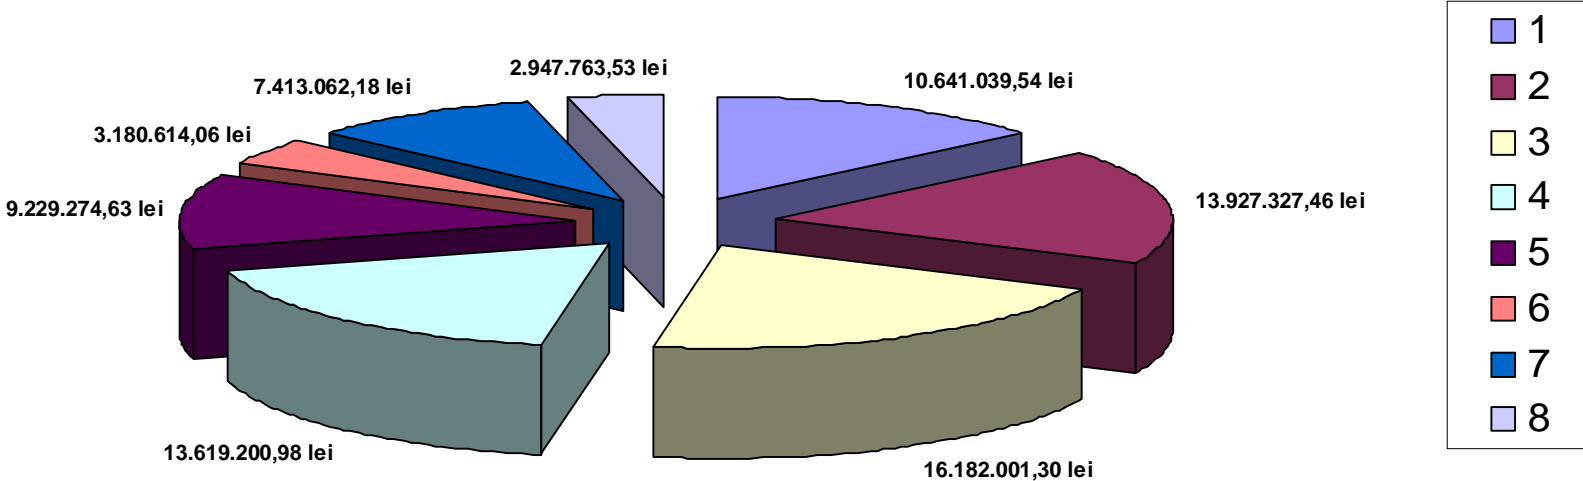 2.947.763,53 lei
7.413.062,18 lei
10.641.039,54 lei
3.180.614,06 lei
13.927.327,46 lei
9.229.274,63 lei
13.619.200,98 lei
16.182.001,30 lei
1
2
3
4
5
6
7
8